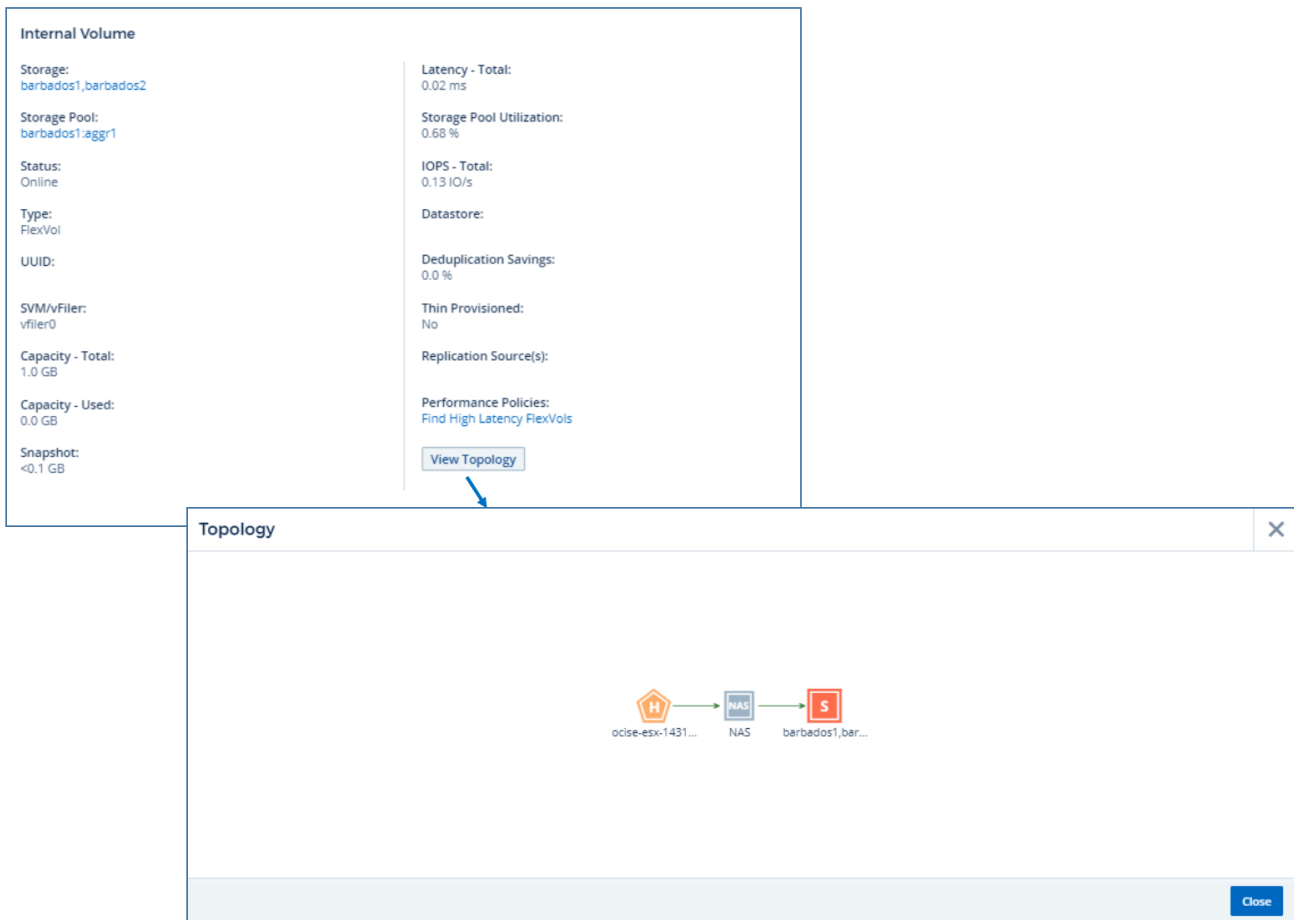 Internal Volume
Storage:
barbados1,barbados2
Storage Pool:
barbados1:aggr1
Status:
Online
Type:
FlexVol
UUID:
SVM/vFiler:
vfiler0
Capacity - Total:
1.0 GB
Capacity - Used:
0.0 GB
Snapshot:
<0.1 GB
Latency - Total:
0.02 ms
Storage Pool Utilization:
0.68 %
IOPS - Total:
0.13 IO/s
Datastore:
Deduplication Savings:
0.0 %
Thin Provisioned:
No
Replication Source(s):
Performance Policies:
Find High Latency FlexVols
View Topology
Topology
H
NAS
S
ocise-esx-1431...
NAS
barbados1,bar...
Close